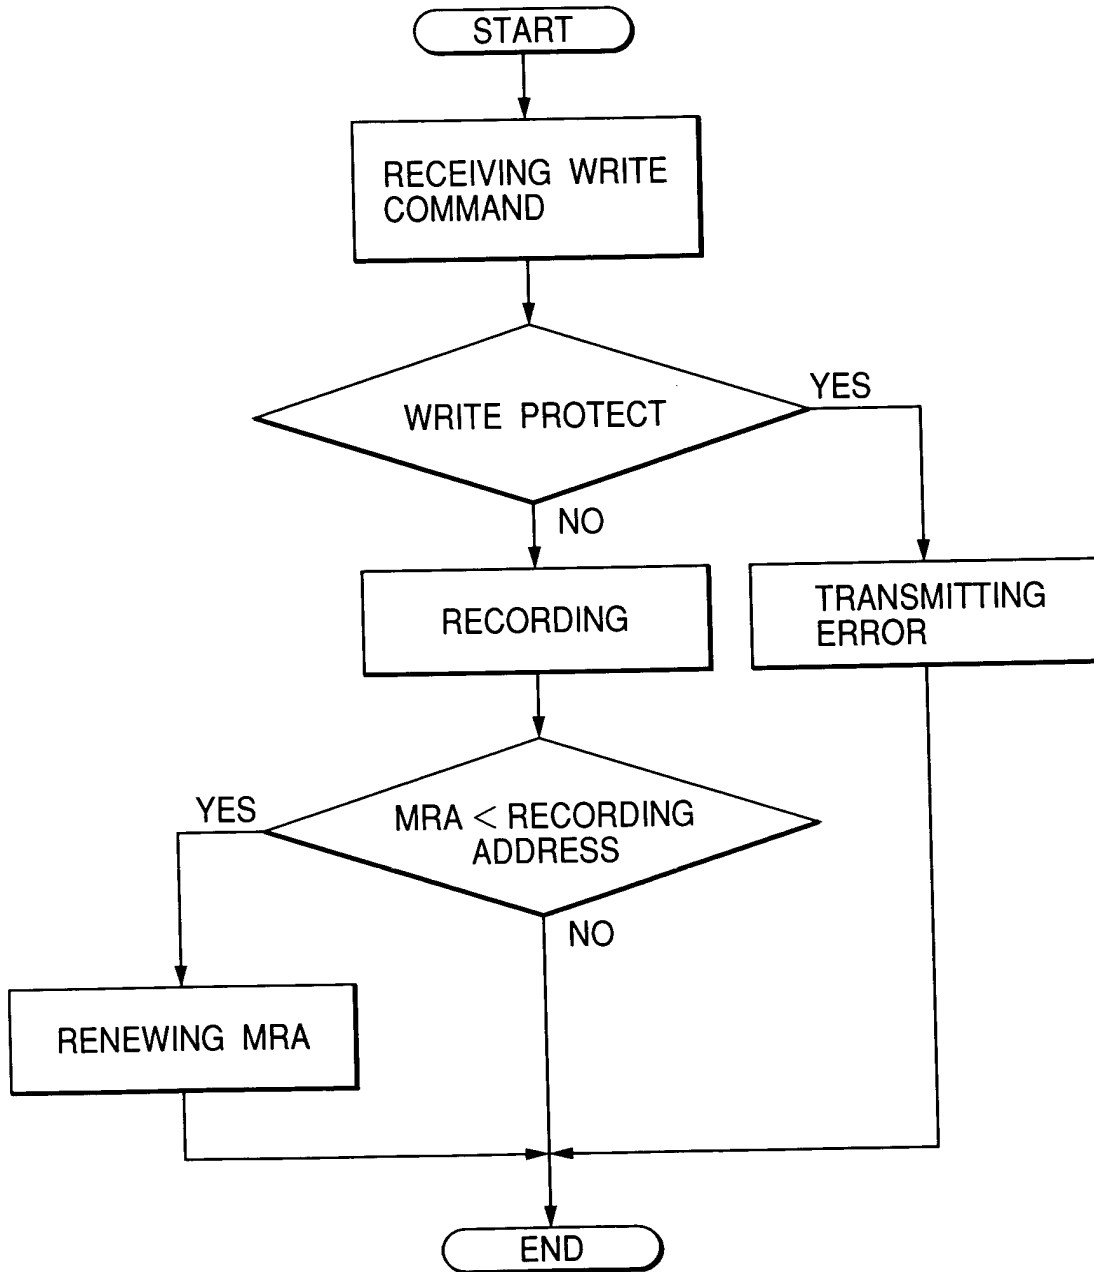 START
RECEIVING WRITE
COMMAND
WRITE PROTECT
YES
NO
RECORDING
TRANSMITTING
ERROR
YES
MRA < RECORDING
ADDRESS
NO
RENEWING MRA
END